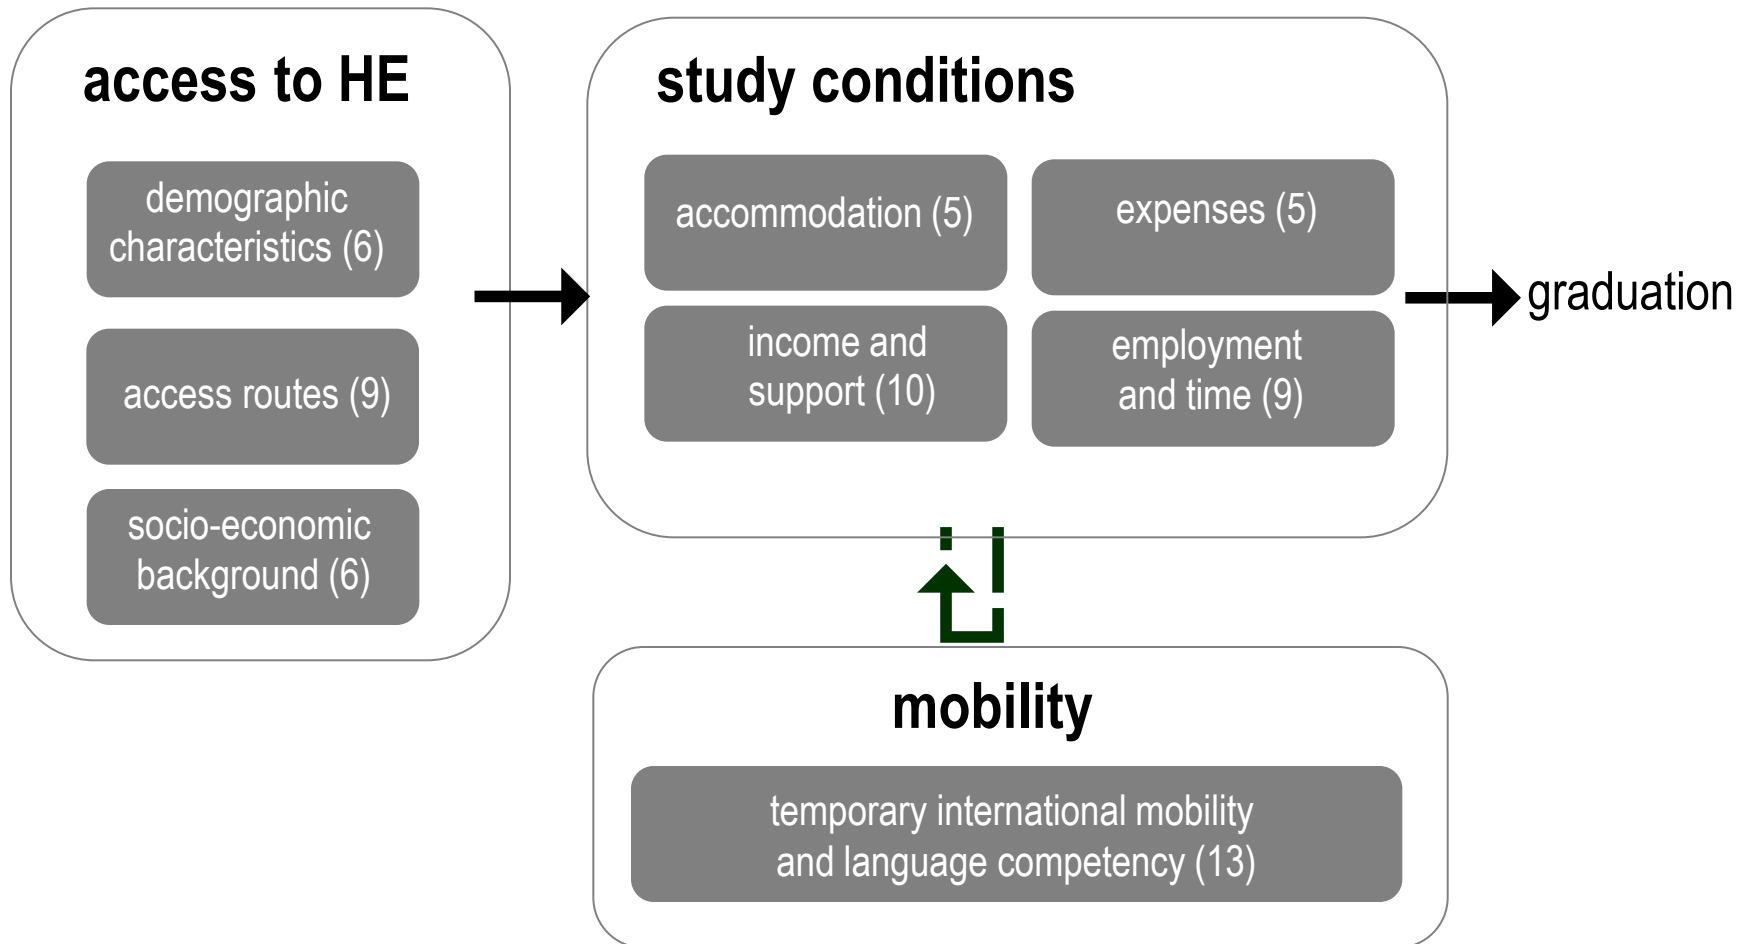 access to HE
demographic
characteristics (6)
access routes (9)
socio-economic
background (6)
study conditions
accommodation (5)
expenses (5)
income and
support (10)
employment
and time (9)
graduation
mobility
temporary international mobility
and language competency (13)